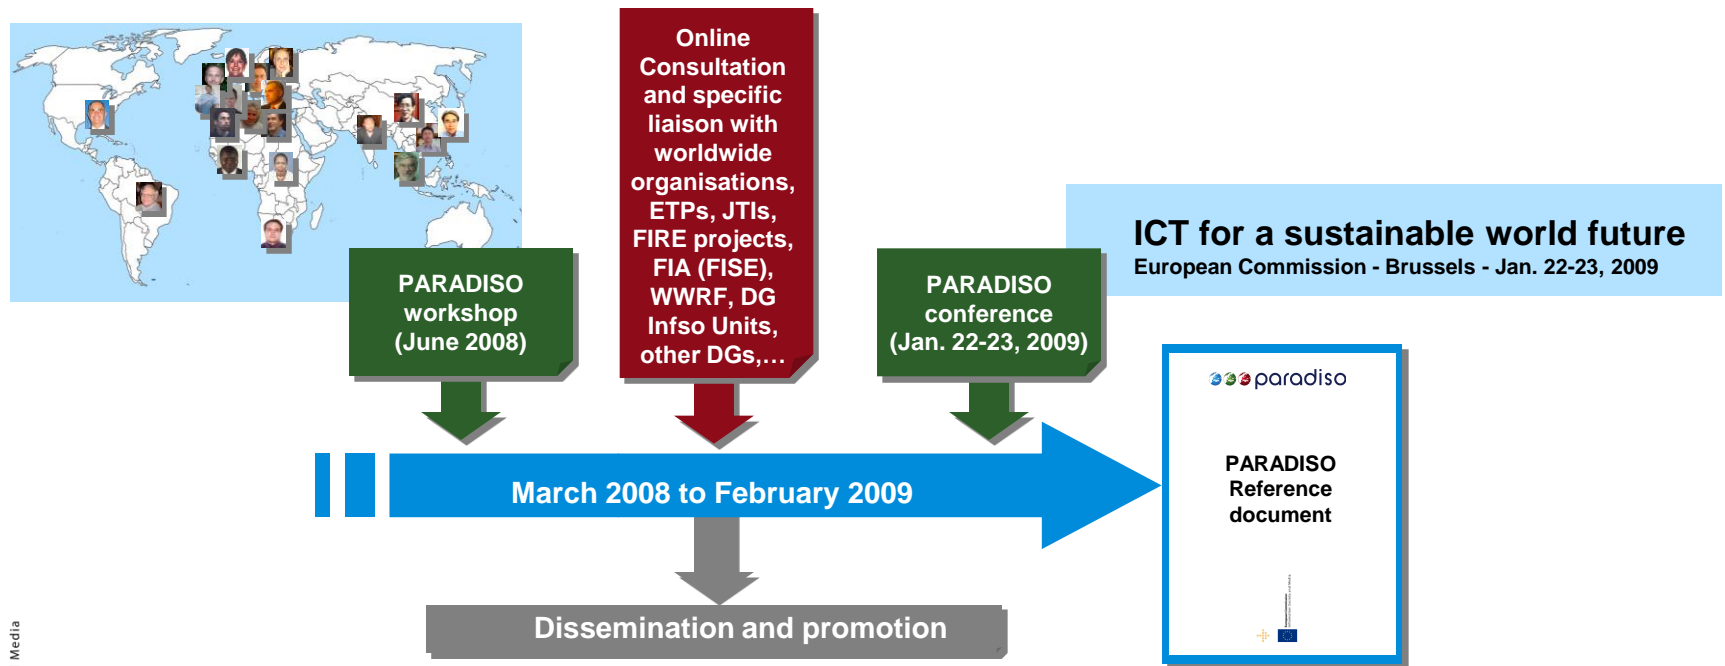 Online
Consultation
and specific
liaison with
worldwide
organisations,
ETPs, JTIs,
FIRE projects,
FIA (FISE),
WWRF, DG
Infso Units,
other DGs,...
PARADISO
workshop
(June 2008)
PARADISO
conference
(Jan. 22-23, 2009)
ICT for a sustainable world future
European Commission - Brussels - Jan. 22-23, 2009
paradiso
PARADISO
Reference
document
March 2008 to February 2009
Dissemination and promotion
Media